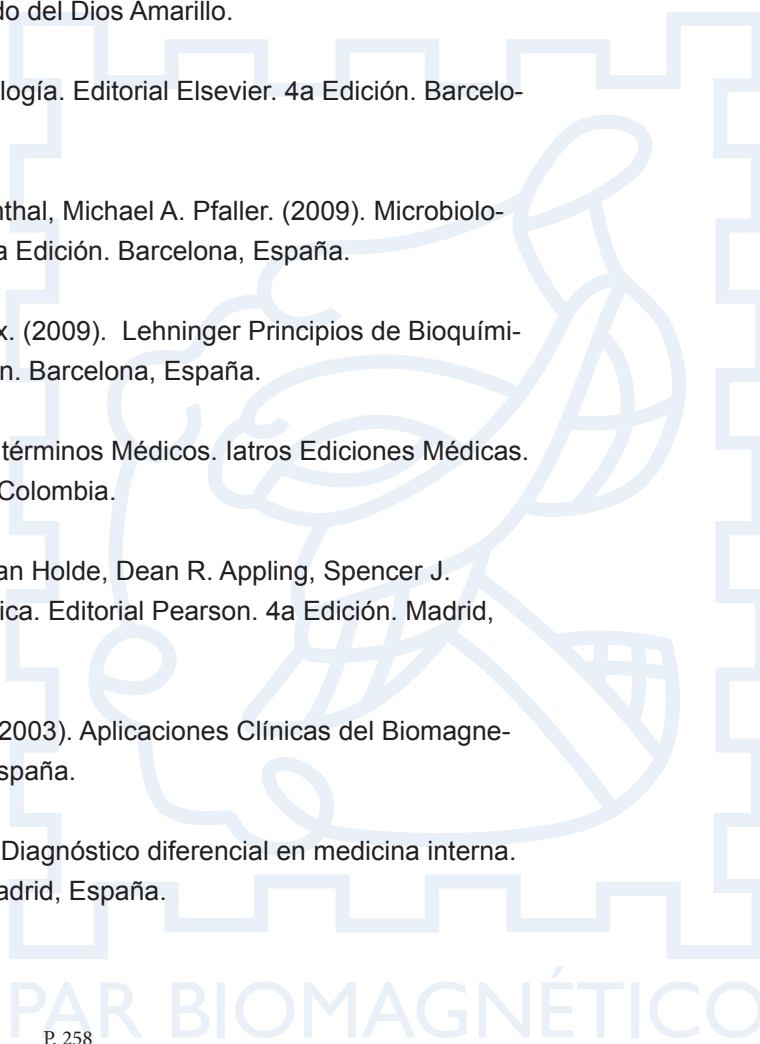 do del Dios Amarillo.
logía. Editorial Elsevier. 4a Edición. Barcelo-
nthal, Michael A. Pfaller. (2009). Microbiolo-
a Edición. Barcelona, España.
x. (2009).  Lehninger Principios de Bioquími-
n. Barcelona, España.
términos Médicos. Iatros Ediciones Médicas.
Colombia.
an Holde, Dean R. Appling, Spencer J.
ica. Editorial Pearson. 4a Edición. Madrid,
2003). Aplicaciones Clínicas del Biomagne-
spaña.
Diagnóstico diferencial en medicina interna.
adrid, España.
PAR BIOMAGNÉTICO
P. 258